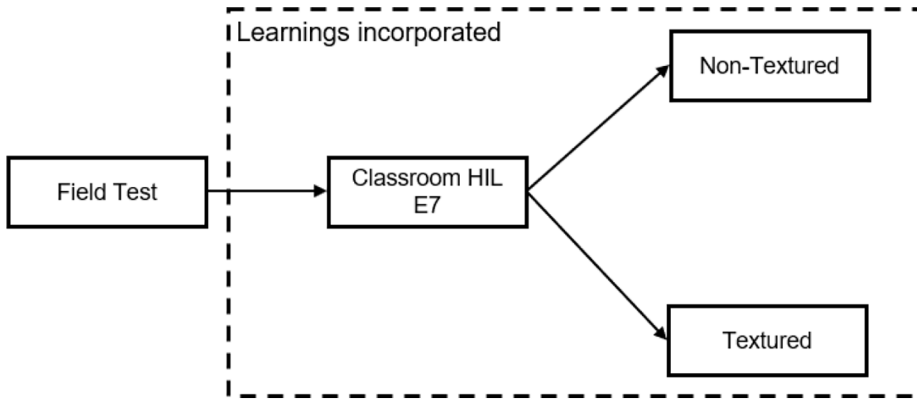 Learnings incorporated
Non-Textured
Field Test
Classroom HIL
E7
Textured